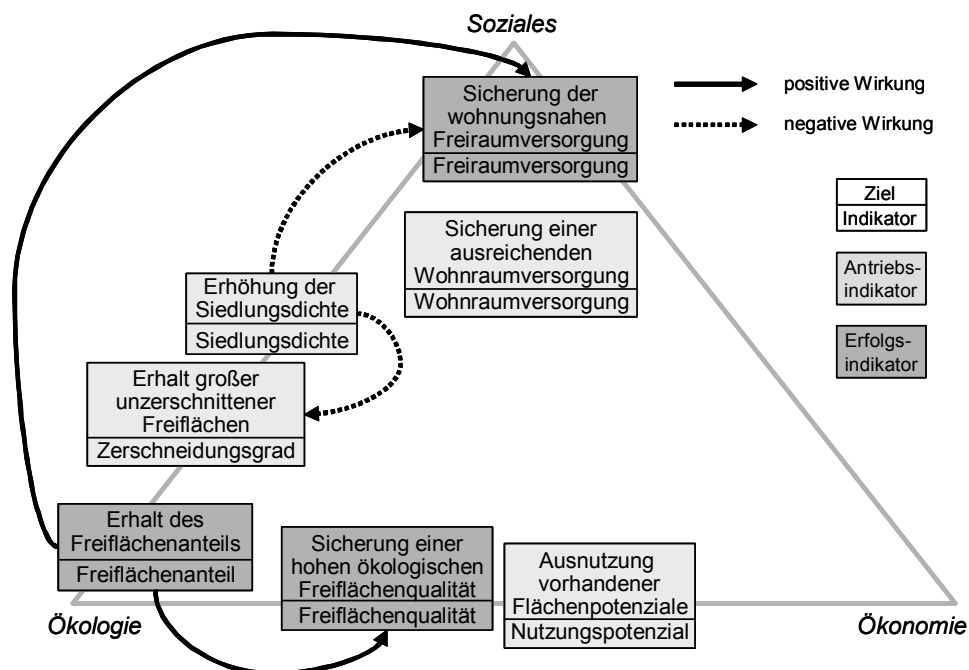 Soziales
Sicherung der
wohnungsnahen
Freiraumversorgung
Freiraumversorgung
positive Wirkung
negative Wirkung
Ziel
Indikator
Antriebs-
indikator
Erfolgs-
indikator
Sicherung einer
ausreichenden
Wohnraumversorgung
Wohnraumversorgung
Erhöhung der
Siedlungsdichte
Siedlungsdichte
Erhalt großer
unzerschnittener
Freiflächen
Zerschneidungsgrad
Erhalt des
Freiflächenanteils
Freiflächenanteil
Sicherung einer
hohen ökologischen
Freiflächenqualität
Freiflächenqualität
Ausnutzung
vorhandener
Flächenpotenziale
Nutzungspotenzial
Ökologie
Ökonomie